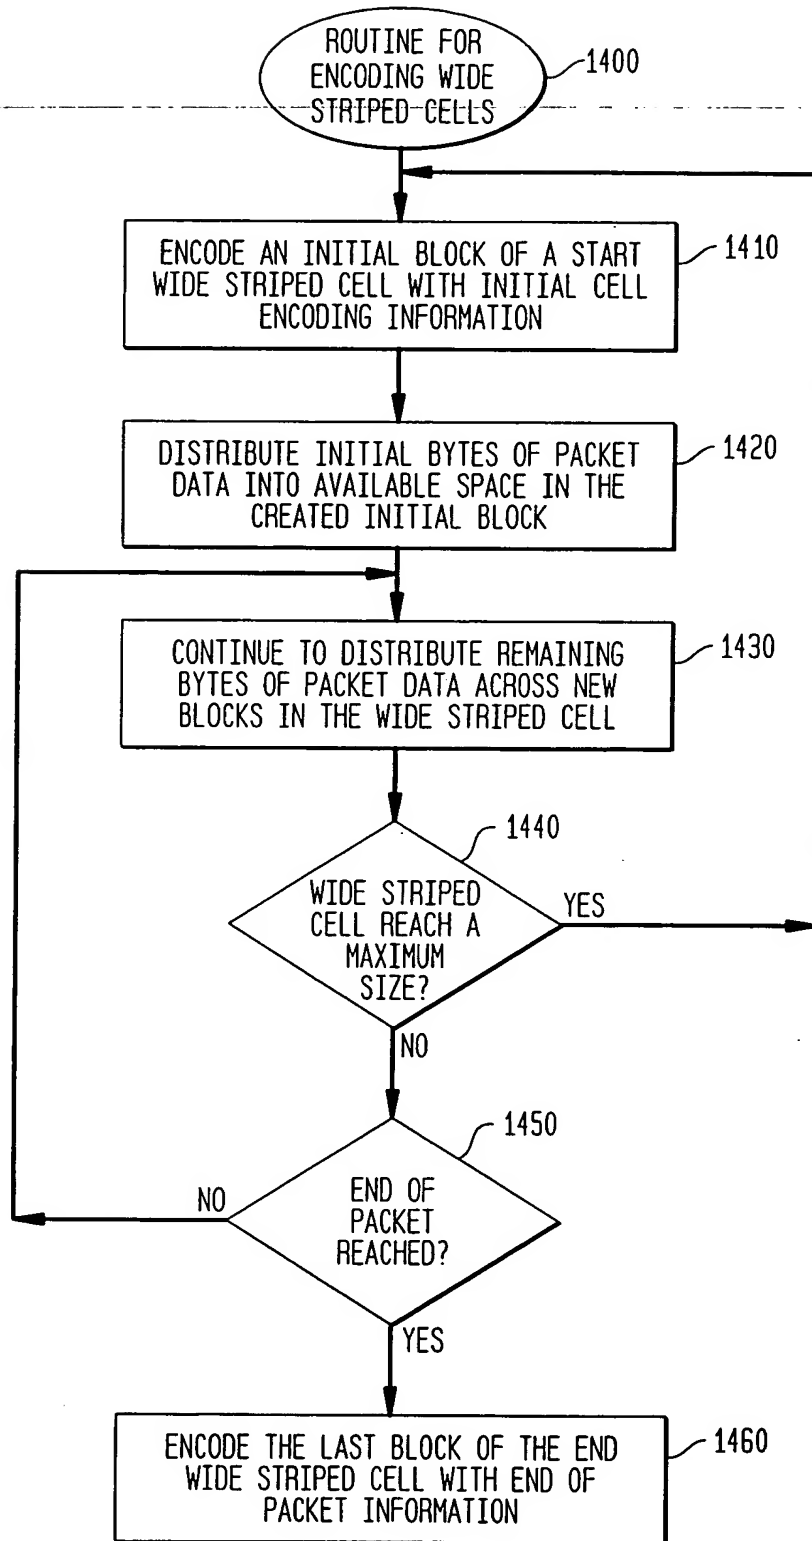 ROUTINE FOR
ENCODING WIDE
STRIPED CELLS
1400
ENCODE AN INITIAL BLOCK OF A START
WIDE STRIPED CELL WITH INITIAL CELL
ENCODING INFORMATION
1410
DISTRIBUTE INITIAL BYTES OF PACKET
DATA INTO AVAILABLE SPACE IN THE
CREATED INITIAL BLOCK
1420
CONTINUE TO DISTRIBUTE REMAINING
BYTES OF PACKET DATA ACROSS NEW
BLOCKS IN THE WIDE STRIPED CELL
1430
WIDE STRIPED
CELL REACH A
MAXIMUM
SIZE?
1440
YES
NO
END OF
PACKET
REACHED?
1450
NO
YES
ENCODE THE LAST BLOCK OF THE END
WIDE STRIPED CELL WITH END OF
PACKET INFORMATION
1460